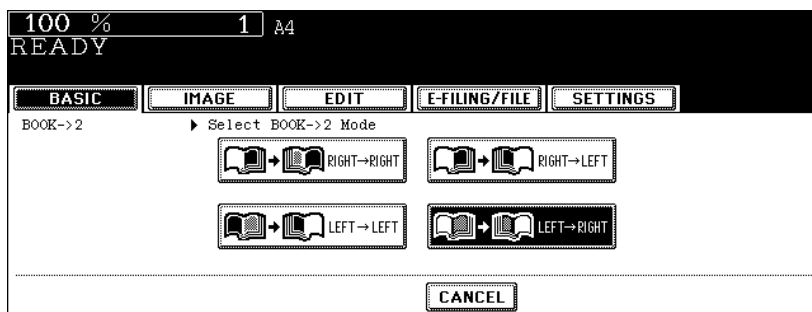 100 % 1 A4
READY
BASIC IMAGE EDIT E-FILING/FILE SETTINGS
BOOK->2 Select BOOK->2 Mode
RIGHT→RIGHT RIGHT→LEFT
LEFT→LEFT LEFT→RIGHT
CANCEL